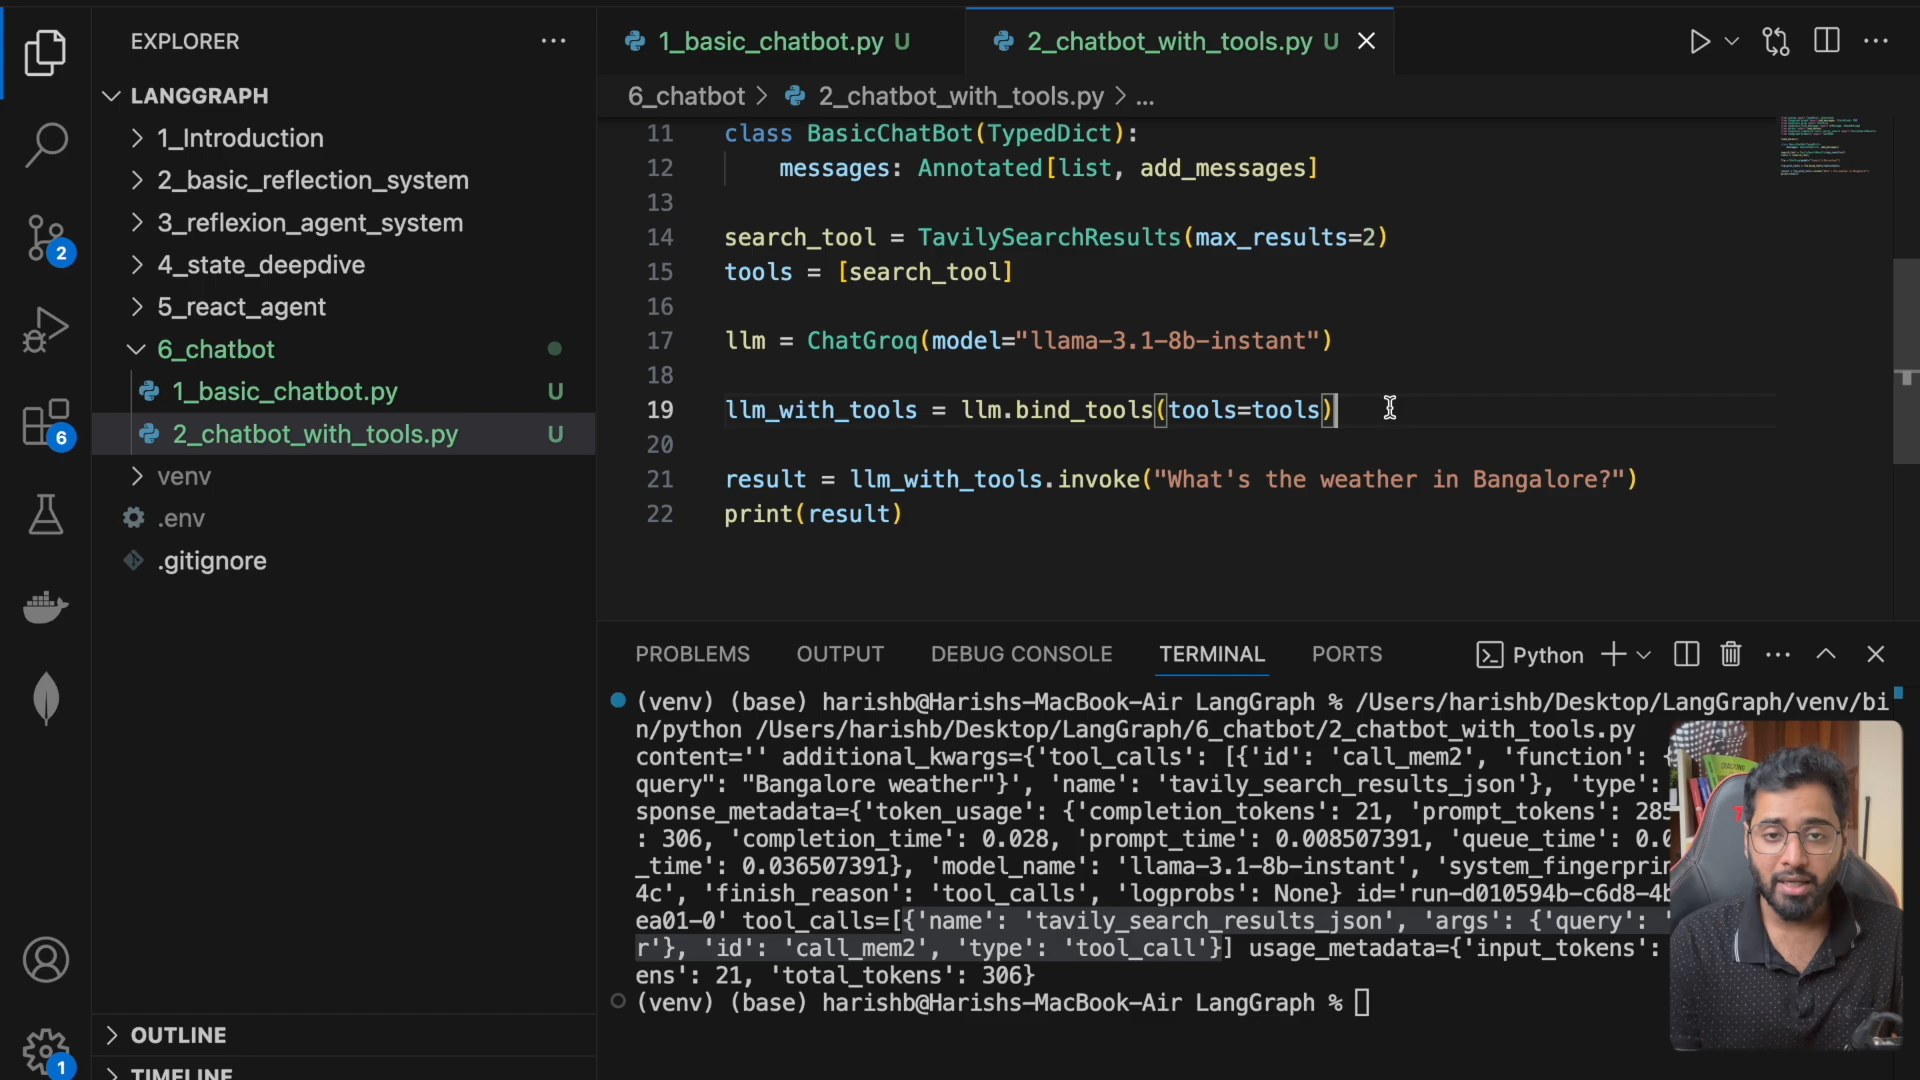 EXPLORER
LANGGRAPH
1_Introduction
2_basic_reflection_system
3_reflexion_agent_system
4_state_deepdive
5_react_agent
6_chatbot
1_basic_chatbot.py U
2_chatbot_with_tools.py U
venv
.env
.gitignore
OUTLINE
TIMELINE
2
6
1
1_basic_chatbot.py U
2_chatbot_with_tools.py U
6_chatbot > 2_chatbot_with_tools.py > ...
11 class BasicChatBot(TypedDict):
12 messages: Annotated[list, add_messages]
13
14 search_tool = TavilySearchResults(max_results=2)
15 tools = [search_tool]
16
17 llm = ChatGroq(model="llama-3.1-8b-instant")
18
19 llm_with_tools = llm.bind_tools(tools=tools)
20
21 result = llm_with_tools.invoke("What's the weather in Bangalore?")
22 print(result)
PROBLEMS OUTPUT DEBUG CONSOLE TERMINAL PORTS Python
(venv) (base) harishb@Harishs-MacBook-Air LangGraph % /Users/harishb/Desktop/LangGraph/venv/bi
n/python /Users/harishb/Desktop/LangGraph/6_chatbot/2_chatbot_with_tools.py
content='' additional_kwargs={'tool_calls': [{'id': 'call_mem2', 'function': {
query": "Bangalore weather"}', 'name': 'tavily_search_results_json'}, 'type':
sponse_metadata={'token_usage': {'completion_tokens': 21, 'prompt_tokens': 285
: 306, 'completion_time': 0.028, 'prompt_time': 0.008507391, 'queue_time': 0.0
_time': 0.036507391}, 'model_name': 'llama-3.1-8b-instant', 'system_fingerprin
4c', 'finish_reason': 'tool_calls', 'logprobs': None} id='run-d010594b-c6d8-4b
ea01-0' tool_calls=[{'name': 'tavily_search_results_json', 'args': {'query': '
r'}, 'id': 'call_mem2', 'type': 'tool_call'}] usage_metadata={'input_tokens':
ens': 21, 'total_tokens': 306}
(venv) (base) harishb@Harishs-MacBook-Air LangGraph %